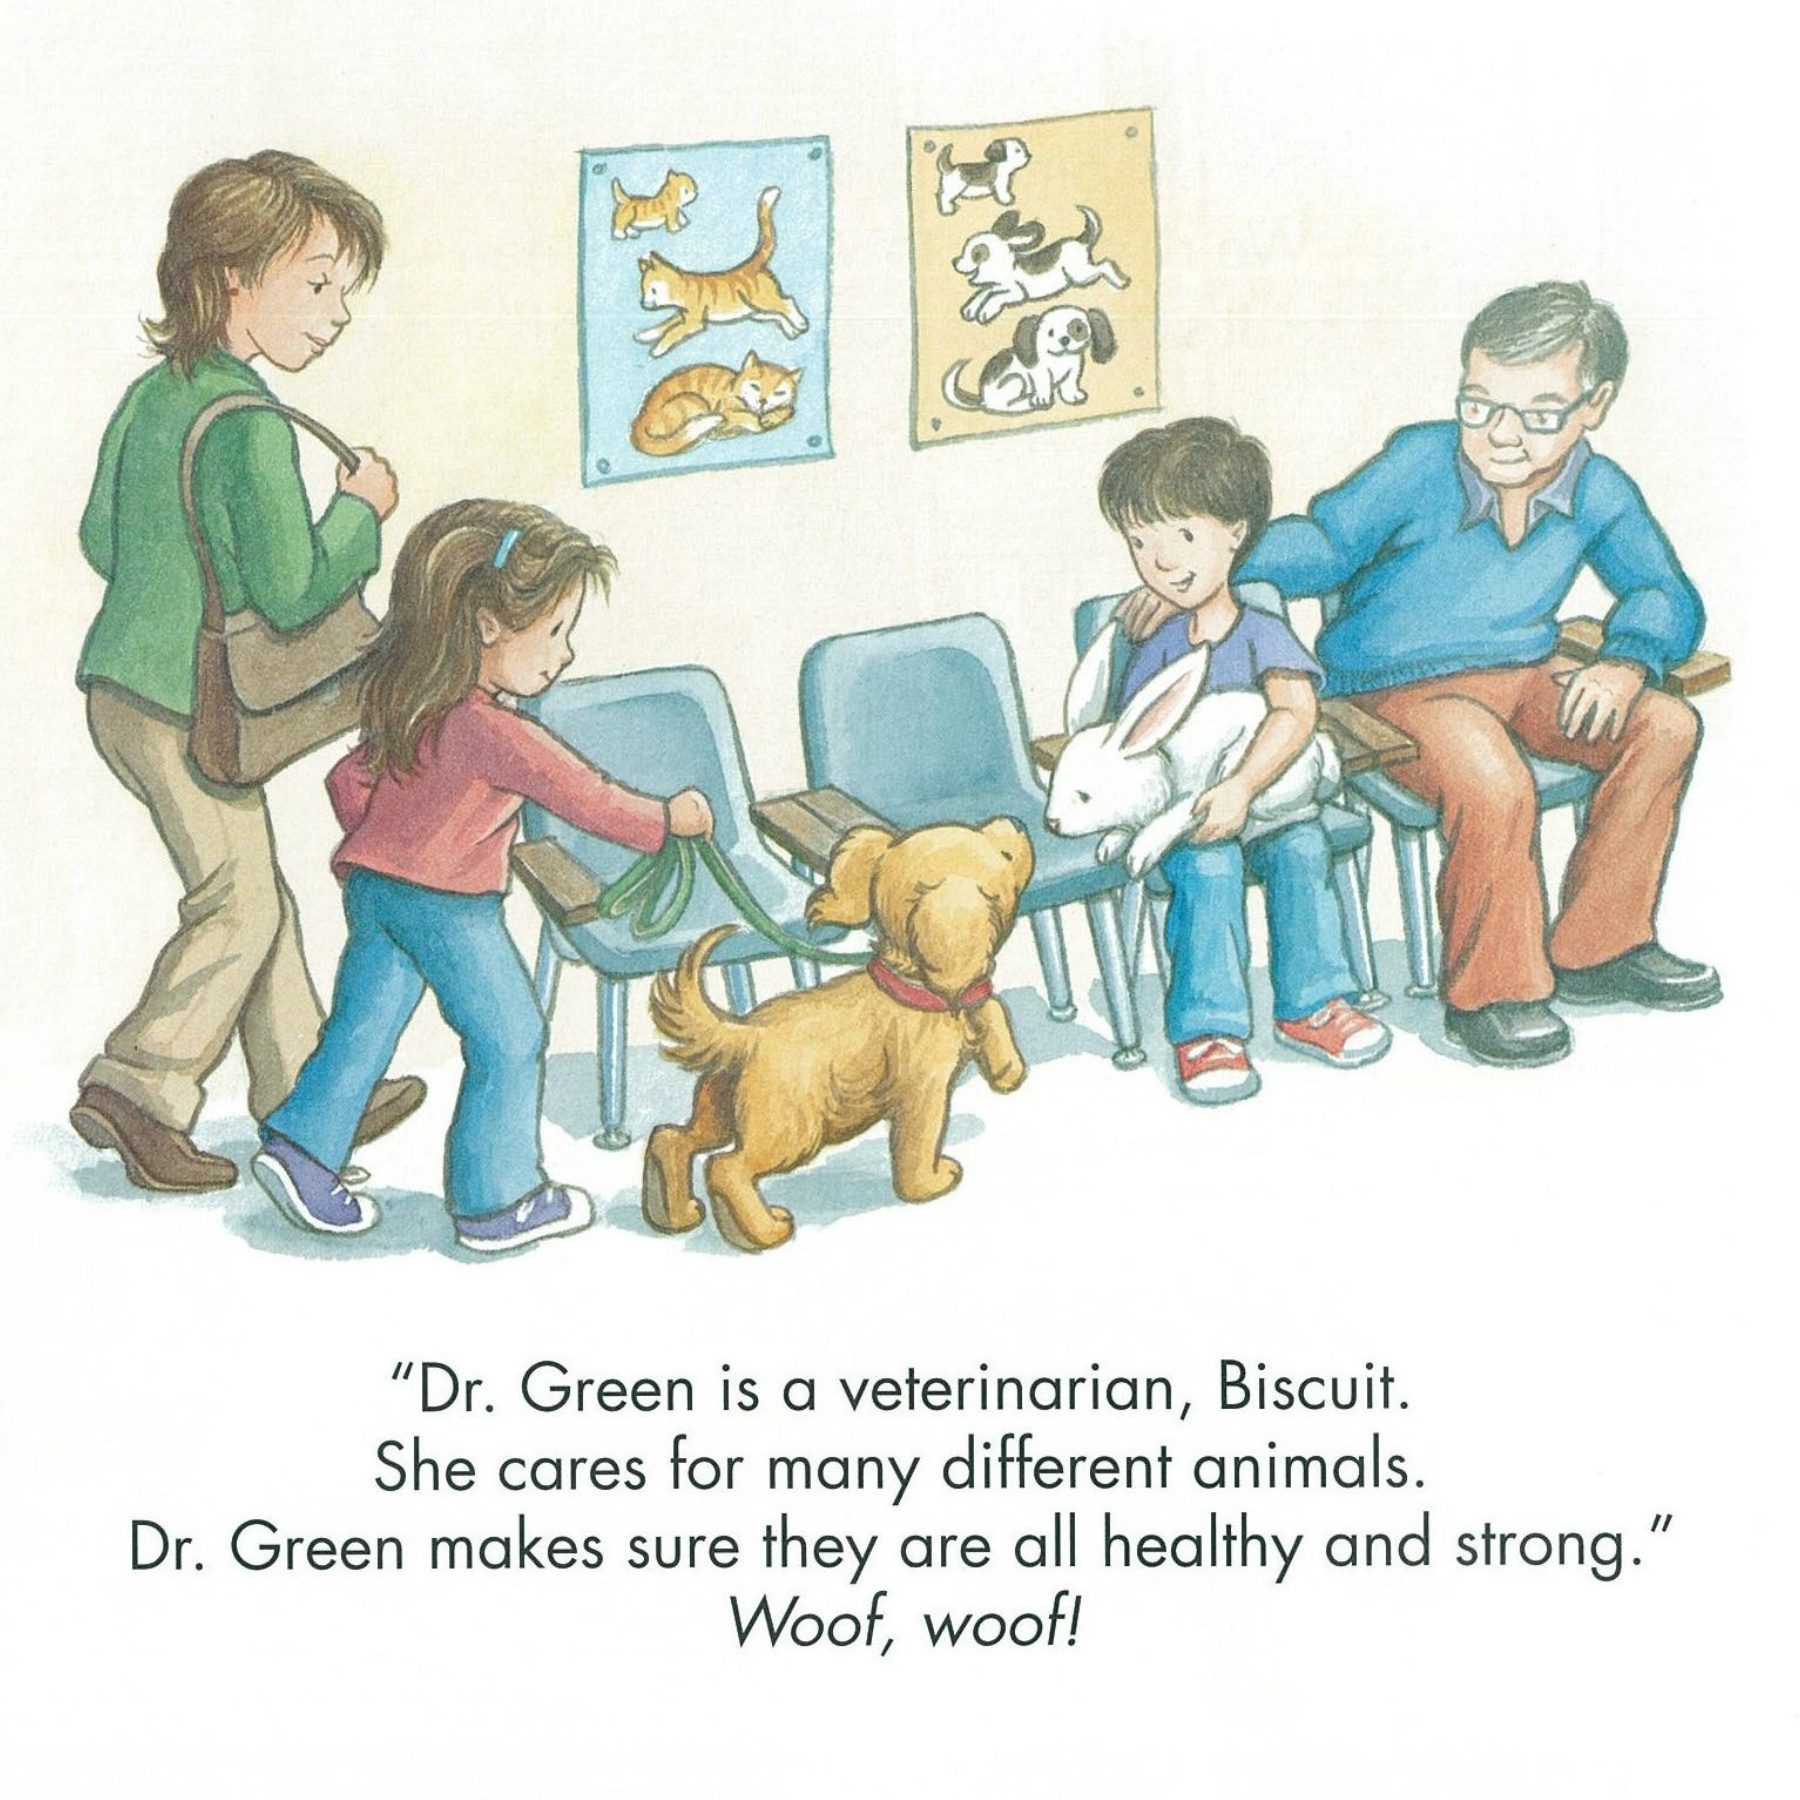 “Dr. Green is a veterinarian, Biscuit.
She cares for many different animals.
Dr. Green makes sure they are all healthy and strong.”
Woof, woof!